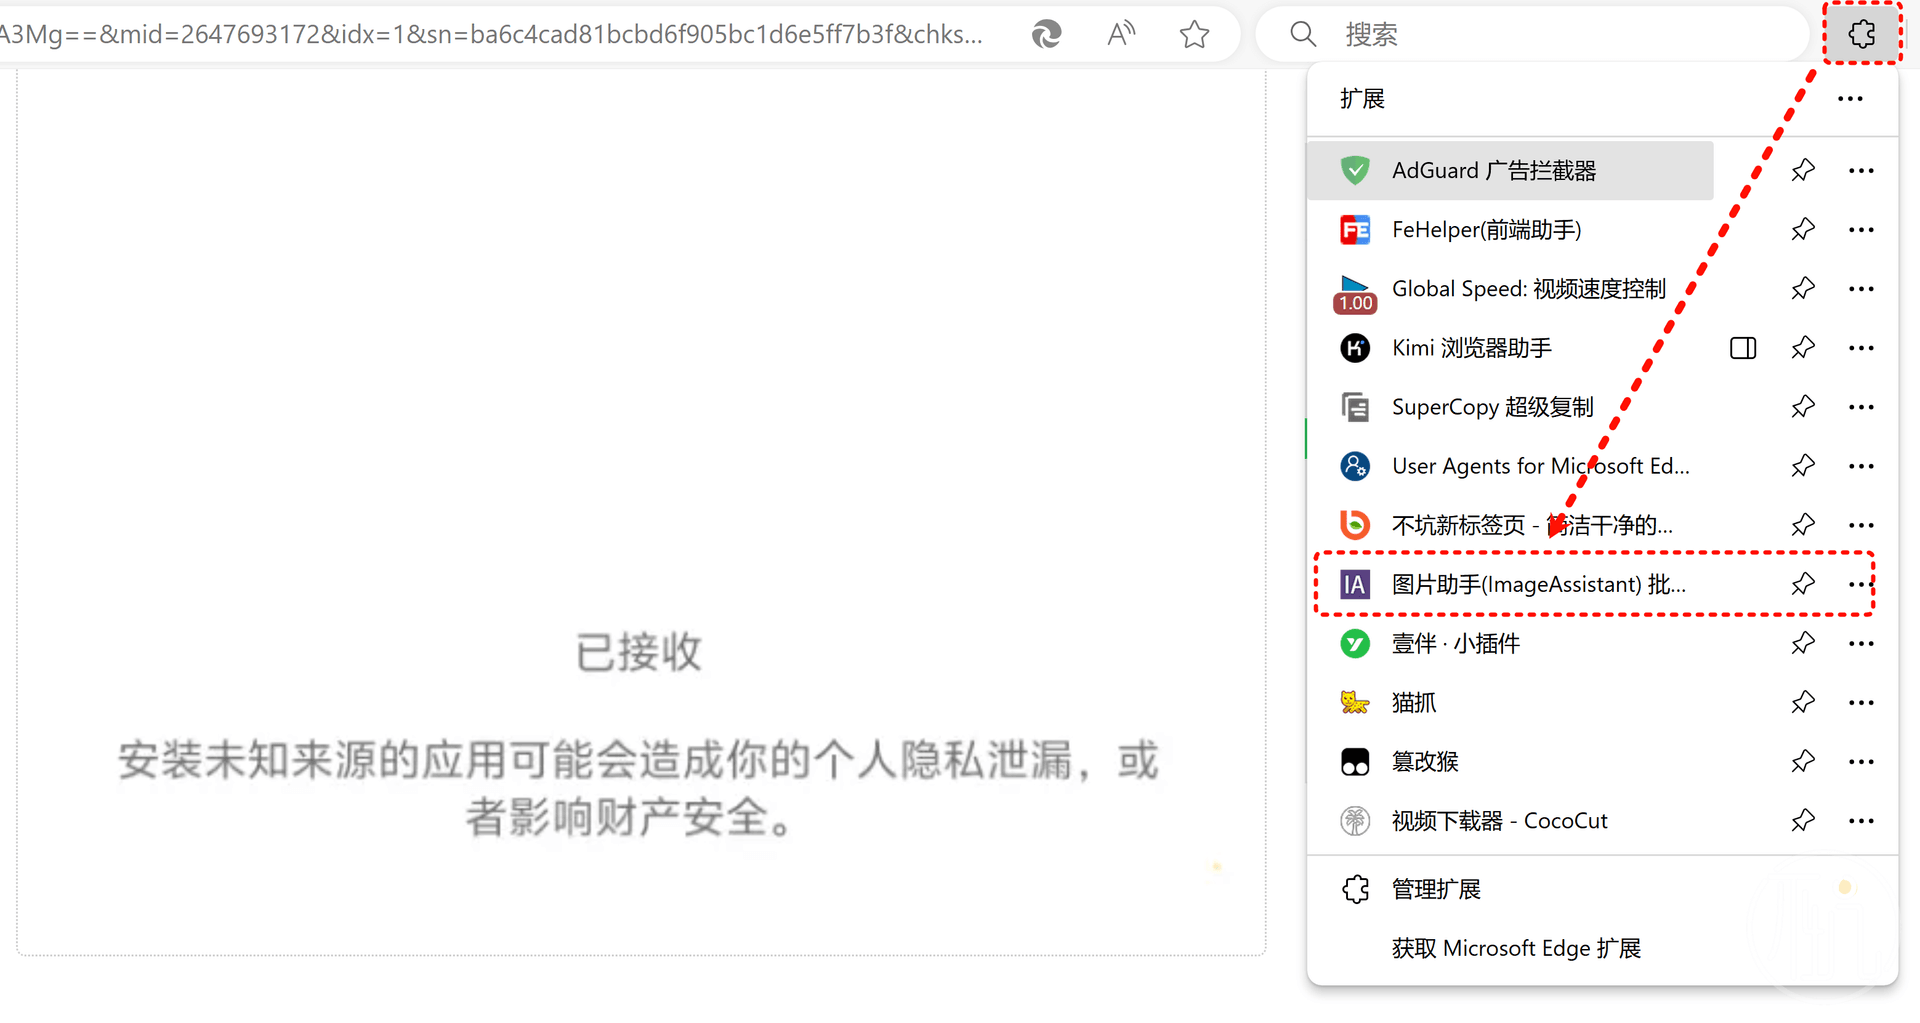 A3Mg==&mid=2647693172&idx=1&sn=ba6c4cad81bcbd6f905bc1d6e5ff7b3f&chks...
搜索
扩展
AdGuard 广告拦截器
FE
FeHelper(前端助手)
1.00
Global Speed: 视频速度控制
Kimi 浏览器助手
SuperCopy 超级复制
User Agents for Microsoft Ed...
不坑新标签页 - 简洁干净的...
IA
图片助手(ImageAssistant) 批...
壹伴 · 小插件
猫抓
篡改猴
视频下载器 - CocoCut
管理扩展
获取 Microsoft Edge 扩展
已接收
安装未知来源的应用可能会造成你的个人隐私泄漏，或
者影响财产安全。